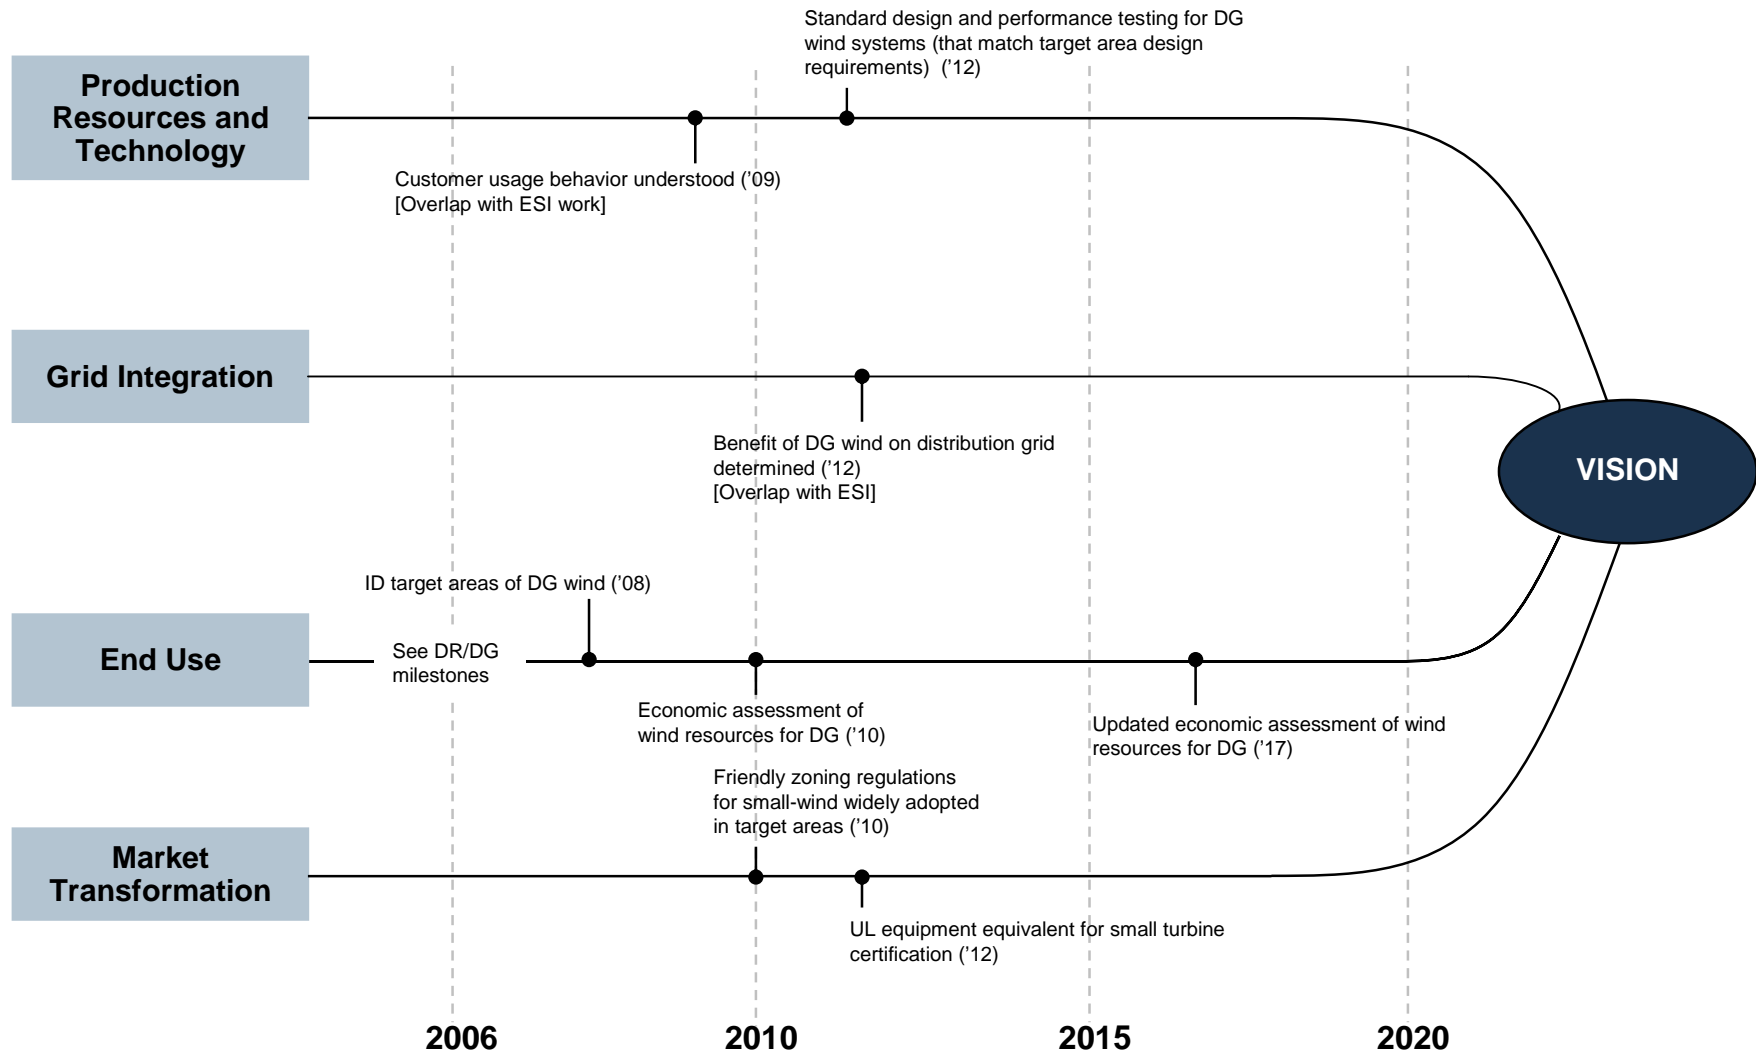 Standard design and performance testing for DG
wind systems (that match target area design
requirements)  (’12)
Production
Resources and
Technology
Customer usage behavior understood (’09)
[Overlap with ESI work]
Grid Integration
Benefit of DG wind on distribution grid
determined (’12)
[Overlap with ESI]
VISION
ID target areas of DG wind (’08)
End Use
See DR/DG
milestones
Economic assessment of
wind resources for DG (’10)
Updated economic assessment of wind
resources for DG (’17)
Friendly zoning regulations
for small-wind widely adopted
in target areas (’10)
Market
Transformation
UL equipment equivalent for small turbine
certification (’12)
2006
2010
2015
2020